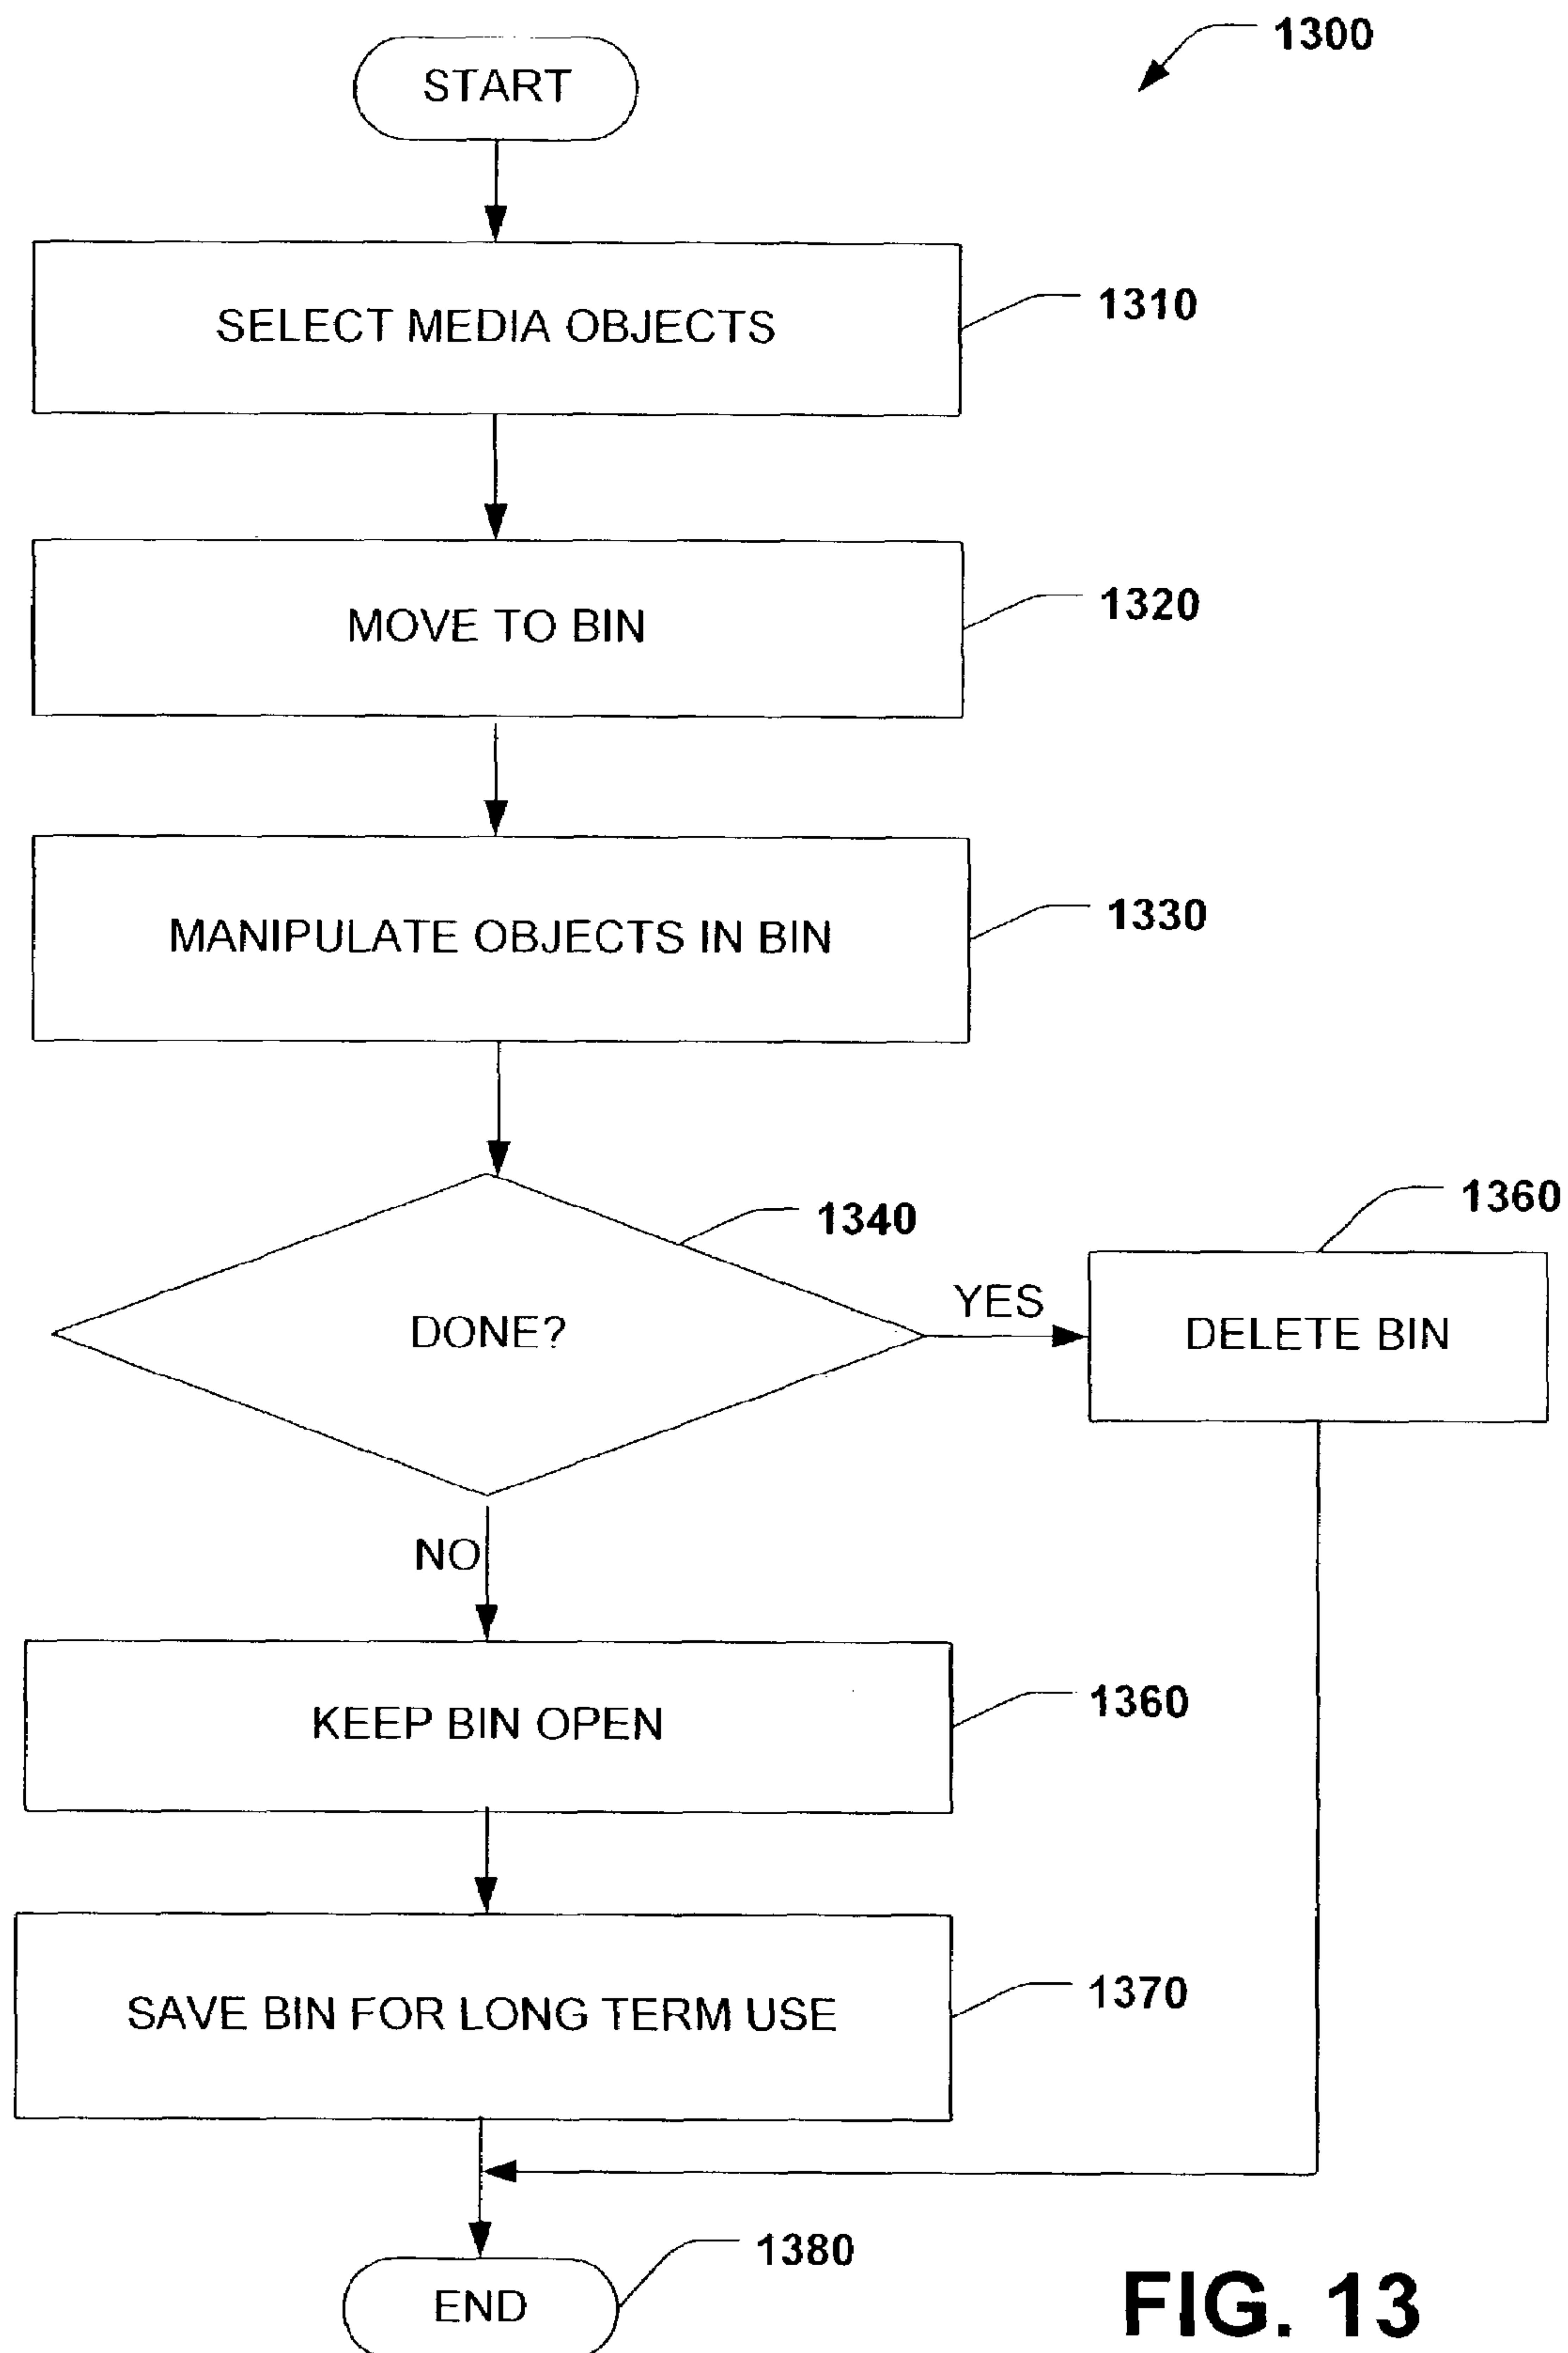 1300
START
SELECT MEDIA OBJECTS
1310
MOVE TO BIN
1320
MANIPULATE OBJECTS IN BIN
1330
1340
DONE?
YES
1360
DELETE BIN
NO
KEEP BIN OPEN
1360
SAVE BIN FOR LONG TERM USE
1370
END
1380
FIG. 13